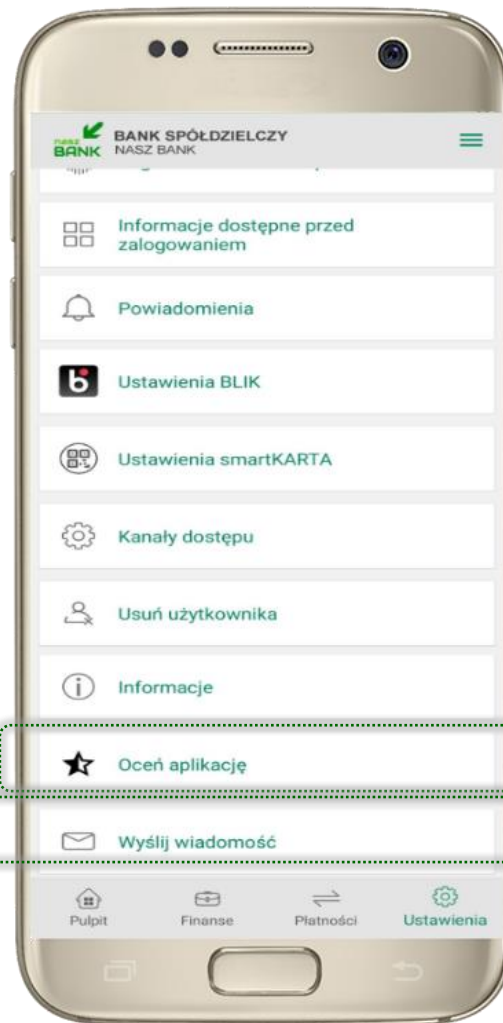 nasz
BANK
BANK SPÓŁDZIELCZY
NASZ BANK
Informacje dostępne przed
zalogowaniem
Powiadomienia
Ustawienia BLIK
Ustawienia smartKARTA
Kanały dostępu
Usuń użytkownika
Informacje
Oceń aplikację
Wyślij wiadomość
Pulpit Finanse Płatności Ustawienia